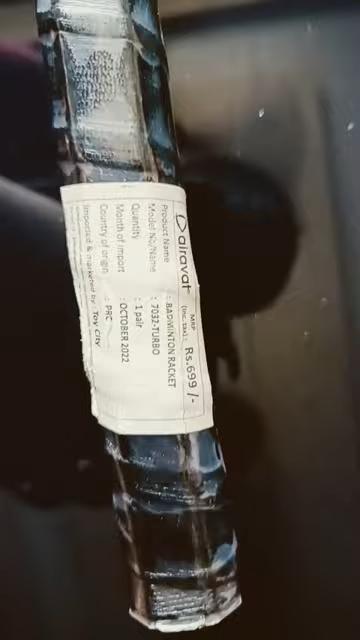 airavat MRP (Inc. tax): Rs.699 /-
Product Name : BADMINTON RACKET
Model No/Name : 7032-TURBO
Quantity : 1 pair
Month of import : OCTOBER 2022
Country of origin : PRC
Imported & marketed by: Toy City